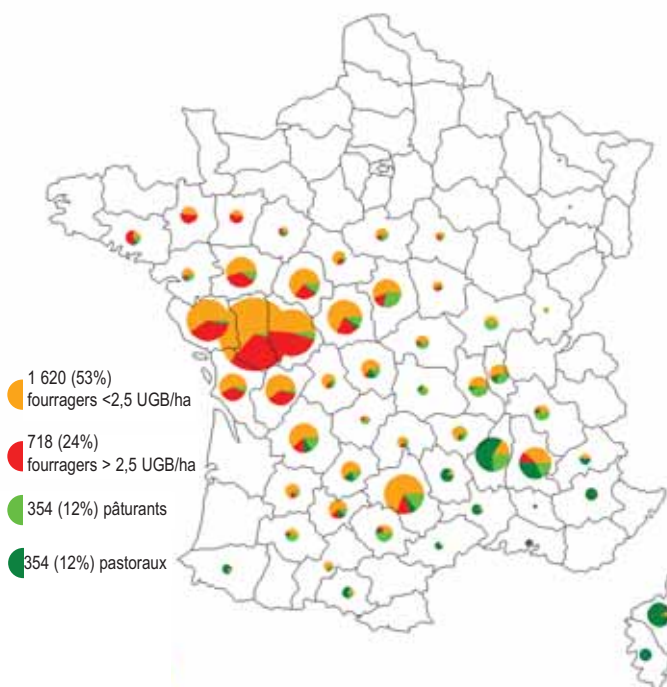 1 620 (53%)
fourragers <2,5 UGB/ha
718 (24%)
fourragers > 2,5 UGB/ha
354 (12%) pâturants
354 (12%) pastoraux